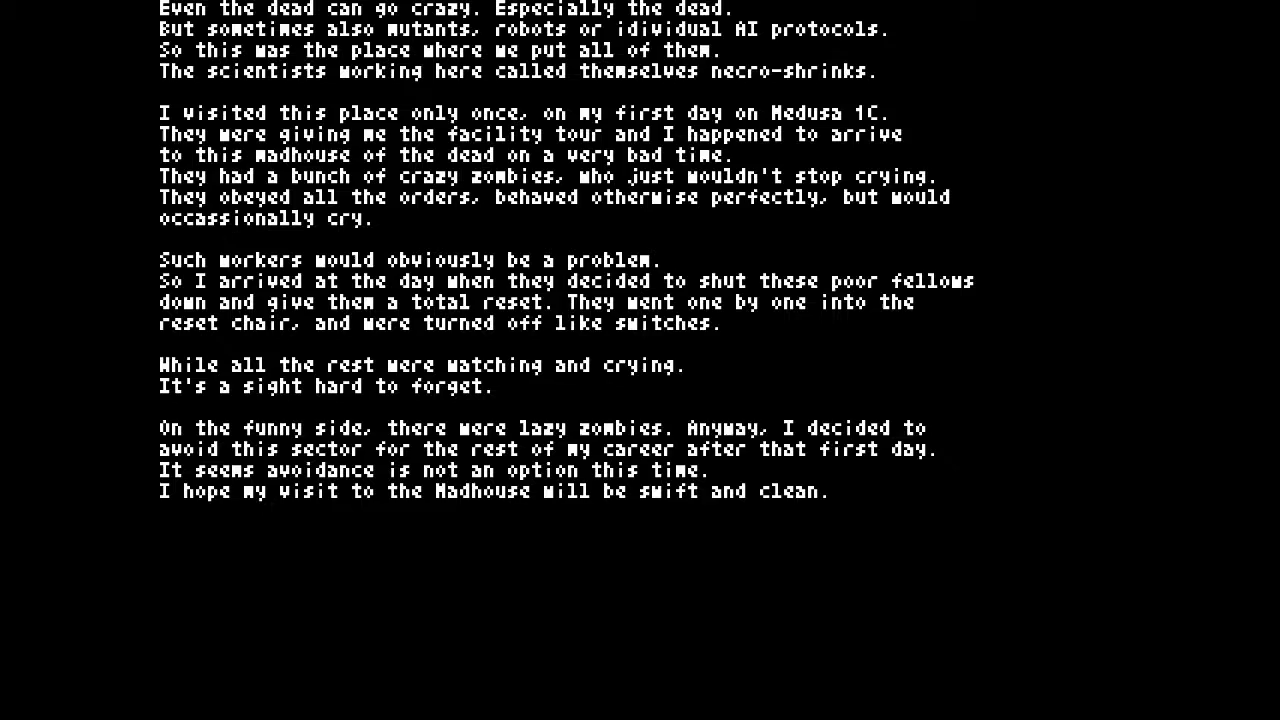 Even the dead can go crazy. Especially the dead.
But sometimes also mutants, robots or idividual AI protocols.
So this was the place where we put all of them.
The scientists working here called themselves necro-shrinks.
I visited this place only once, on my first day on Medusa 1C.
They were giving me the facility tour and I happened to arrive
to this madhouse of the dead on a very bad time.
They had a bunch of crazy zombies, who just wouldn't stop crying.
They obeyed all the orders, behaved otherwise perfectly, but would
occassionally cry.
Such workers would obviously be a problem.
So I arrived at the day when they decided to shut these poor fellows
down and give them a total reset. They went one by one into the
reset chair, and were turned off like switches.
While all the rest were watching and crying.
It's a sight hard to forget.
On the funny side, there were lazy zombies. Anyway, I decided to
avoid this sector for the rest of my career after that first day.
It seems avoidance is not an option this time.
I hope my visit to the Madhouse will be swift and clean.